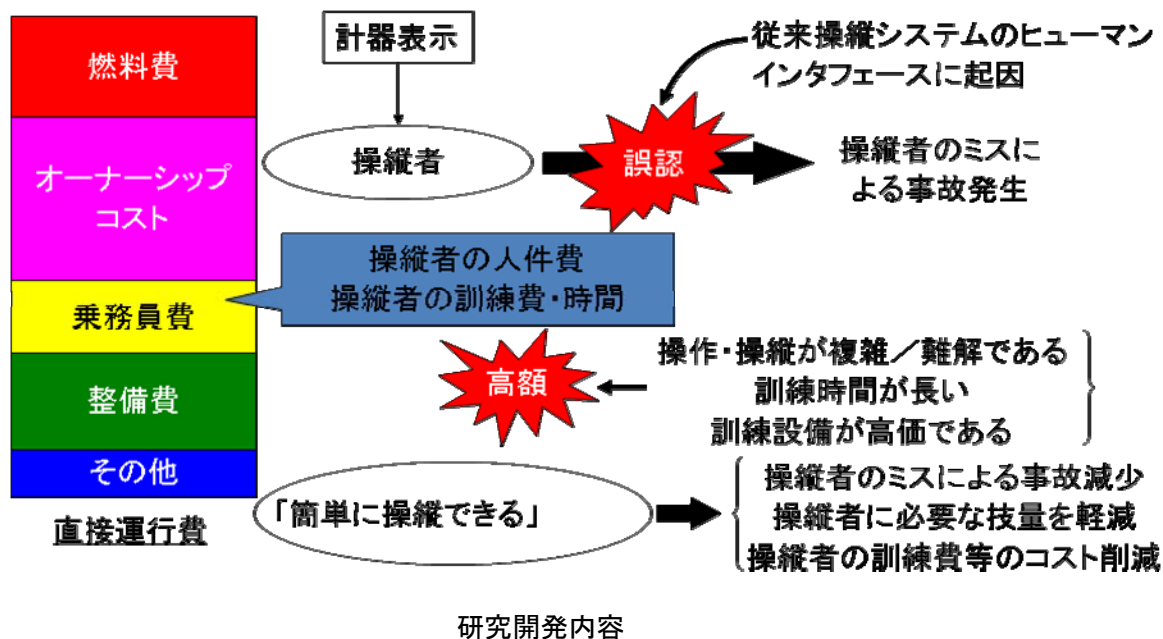 燃料費
オーナーシップ
コスト
乗務員費
整備費
その他
直接運行費
計器表示
操縦者
誤認
従来操縦システムのヒューマン
インタフェースに起因
操縦者のミスに
よる事故発生
操縦者の人件費
操縦者の訓練費・時間
高額
操作・操縦が複雑／難解である
訓練時間が長い
訓練設備が高価である
「簡単に操縦できる」
操縦者のミスによる事故減少
操縦者に必要な技量を軽減
操縦者の訓練費等のコスト削減
研究開発内容